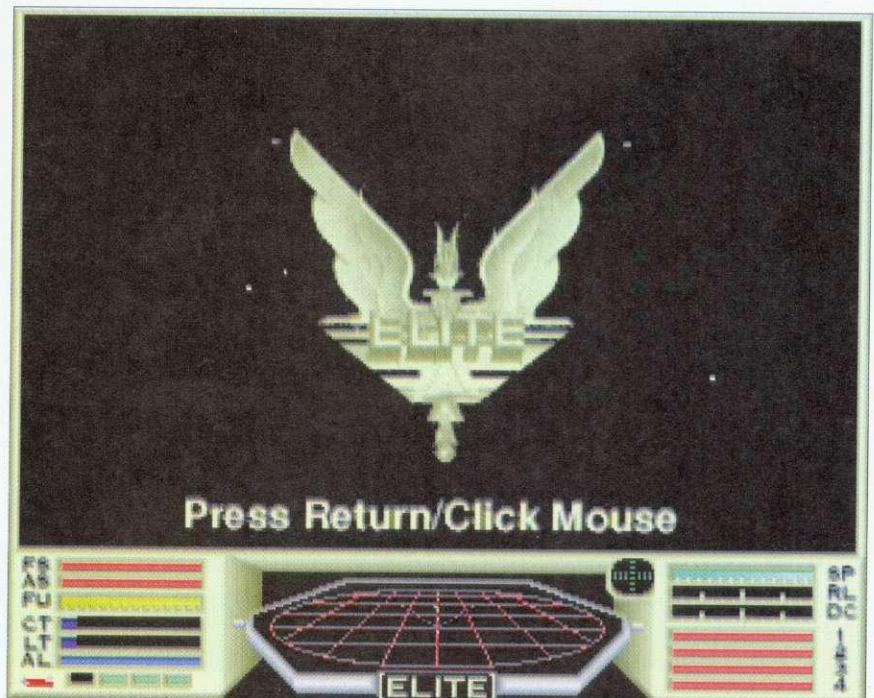 ELITE
Press Return/Click Mouse
FS
AS
FU
CT
LT
AL
SP
RL
DC
1
2
3
4
ELITE